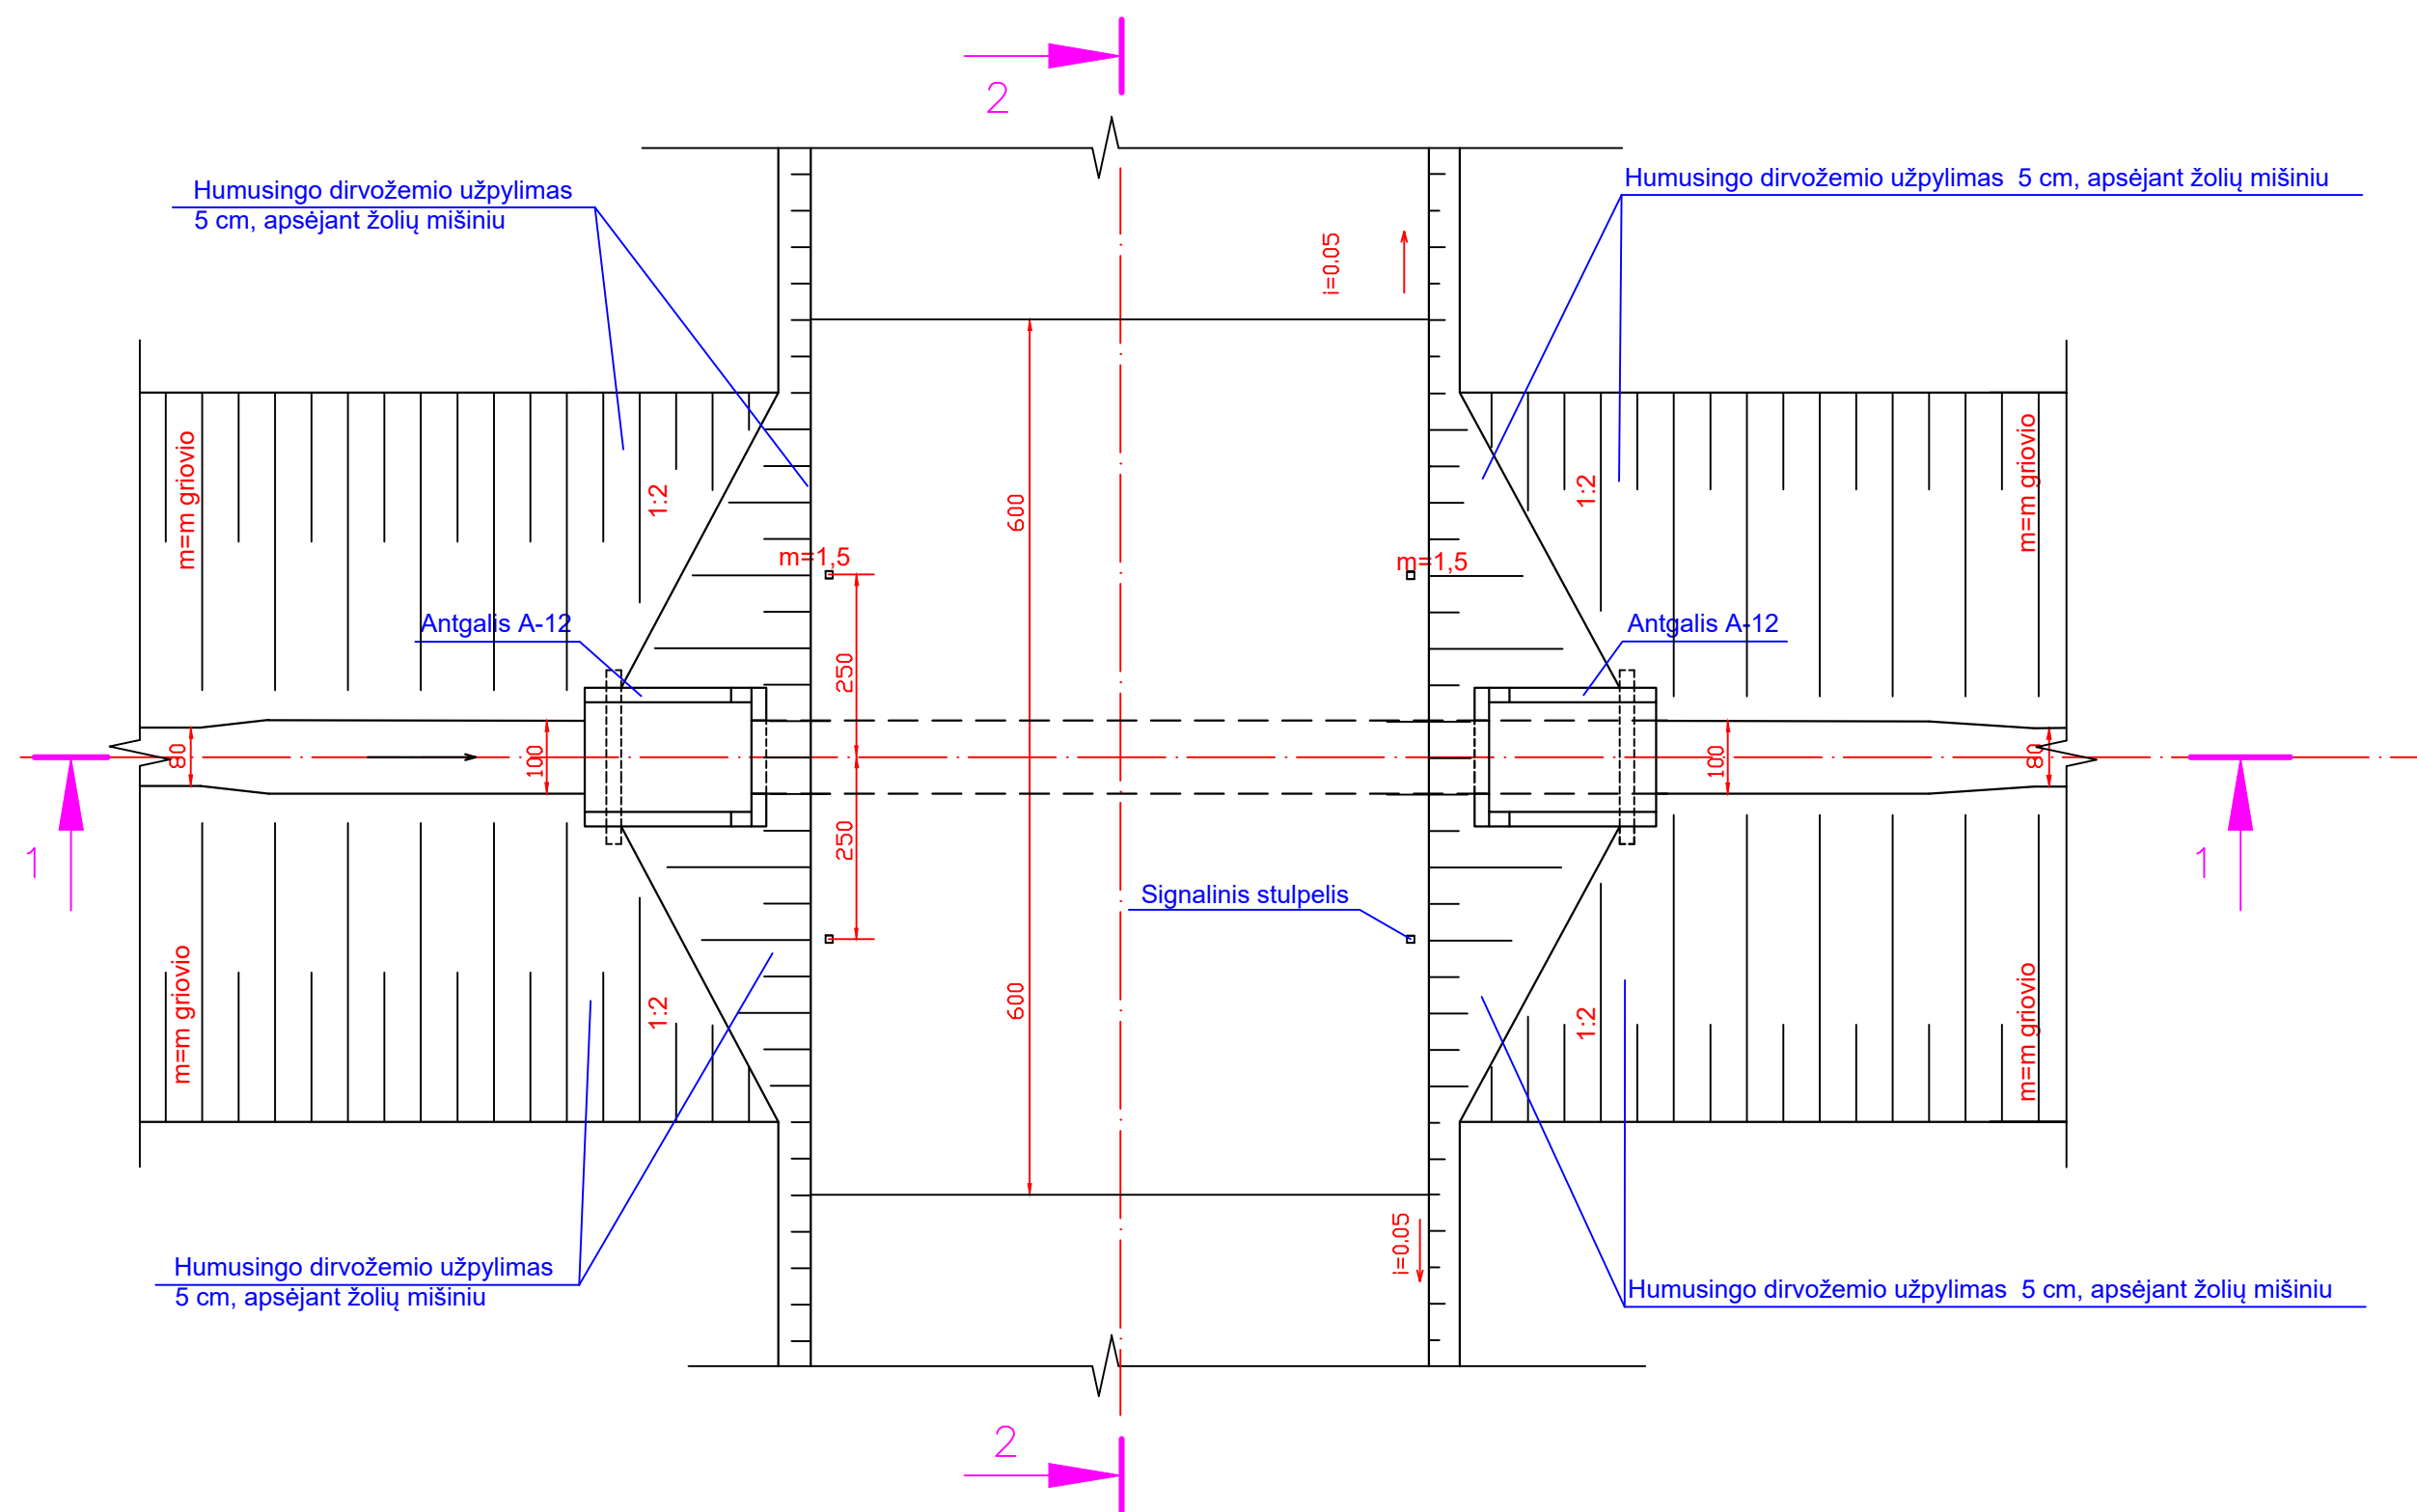 2
Humusingo dirvožemio užpylimas
5 cm, apsėjant žolių mišiniu
Humusingo dirvožemio užpylimas  5 cm, apsėjant žolių mišiniu
i=0.05
m=m griovio
1:2
600
1:2
m=m griovio
m=1,5
m=1,5
Antgalis A-12
Antgalis A-12
250
80
100
100
80
250
1
1
Signalinis stulpelis
m=m griovio
1:2
600
1:2
m=m griovio
i=0.05
Humusingo dirvožemio užpylimas
5 cm, apsėjant žolių mišiniu
Humusingo dirvožemio užpylimas  5 cm, apsėjant žolių mišiniu
2